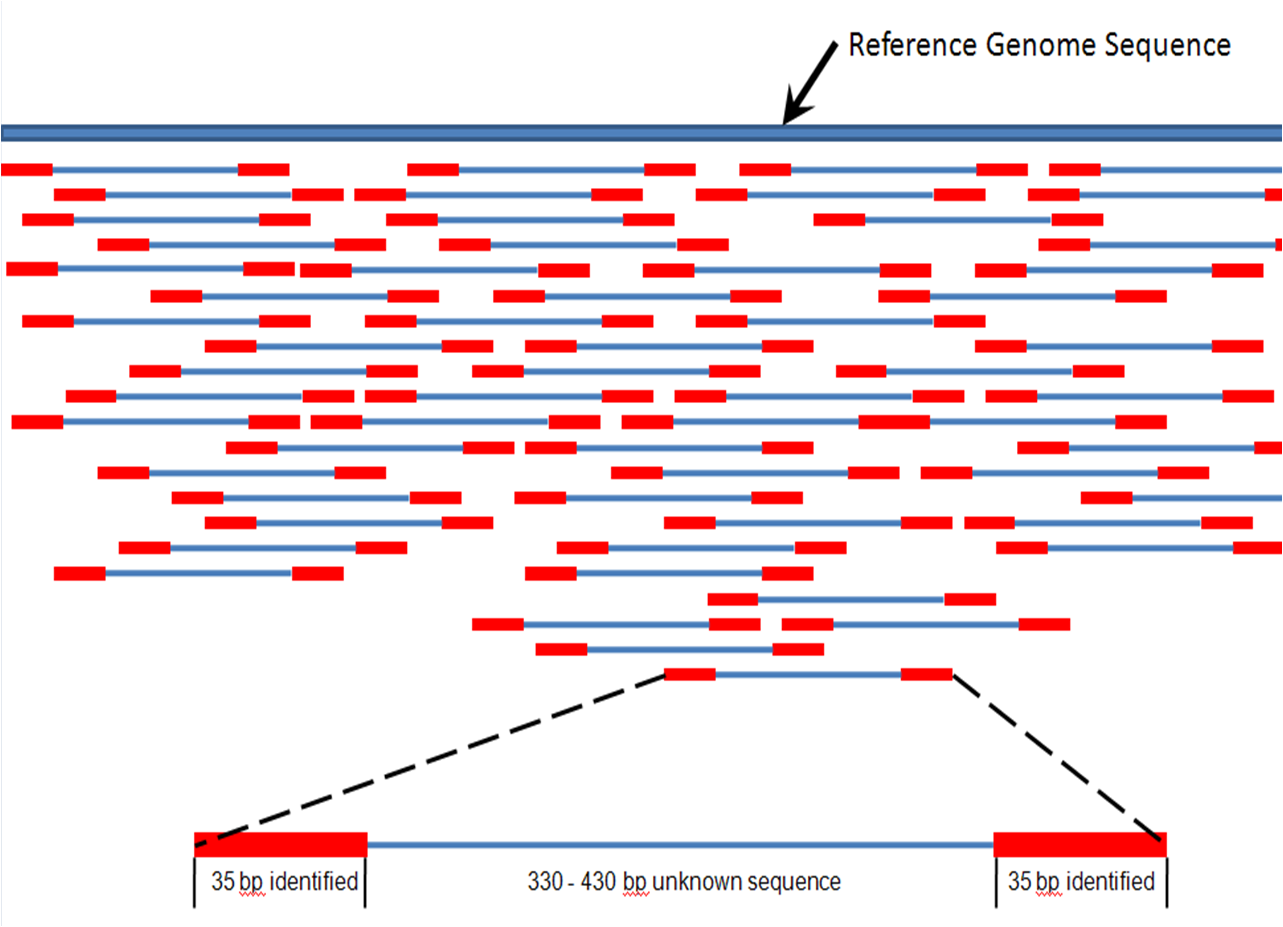 Reference Genome Sequence
35 bp identified
330 - 430 bp unknown sequence
35 bp identified